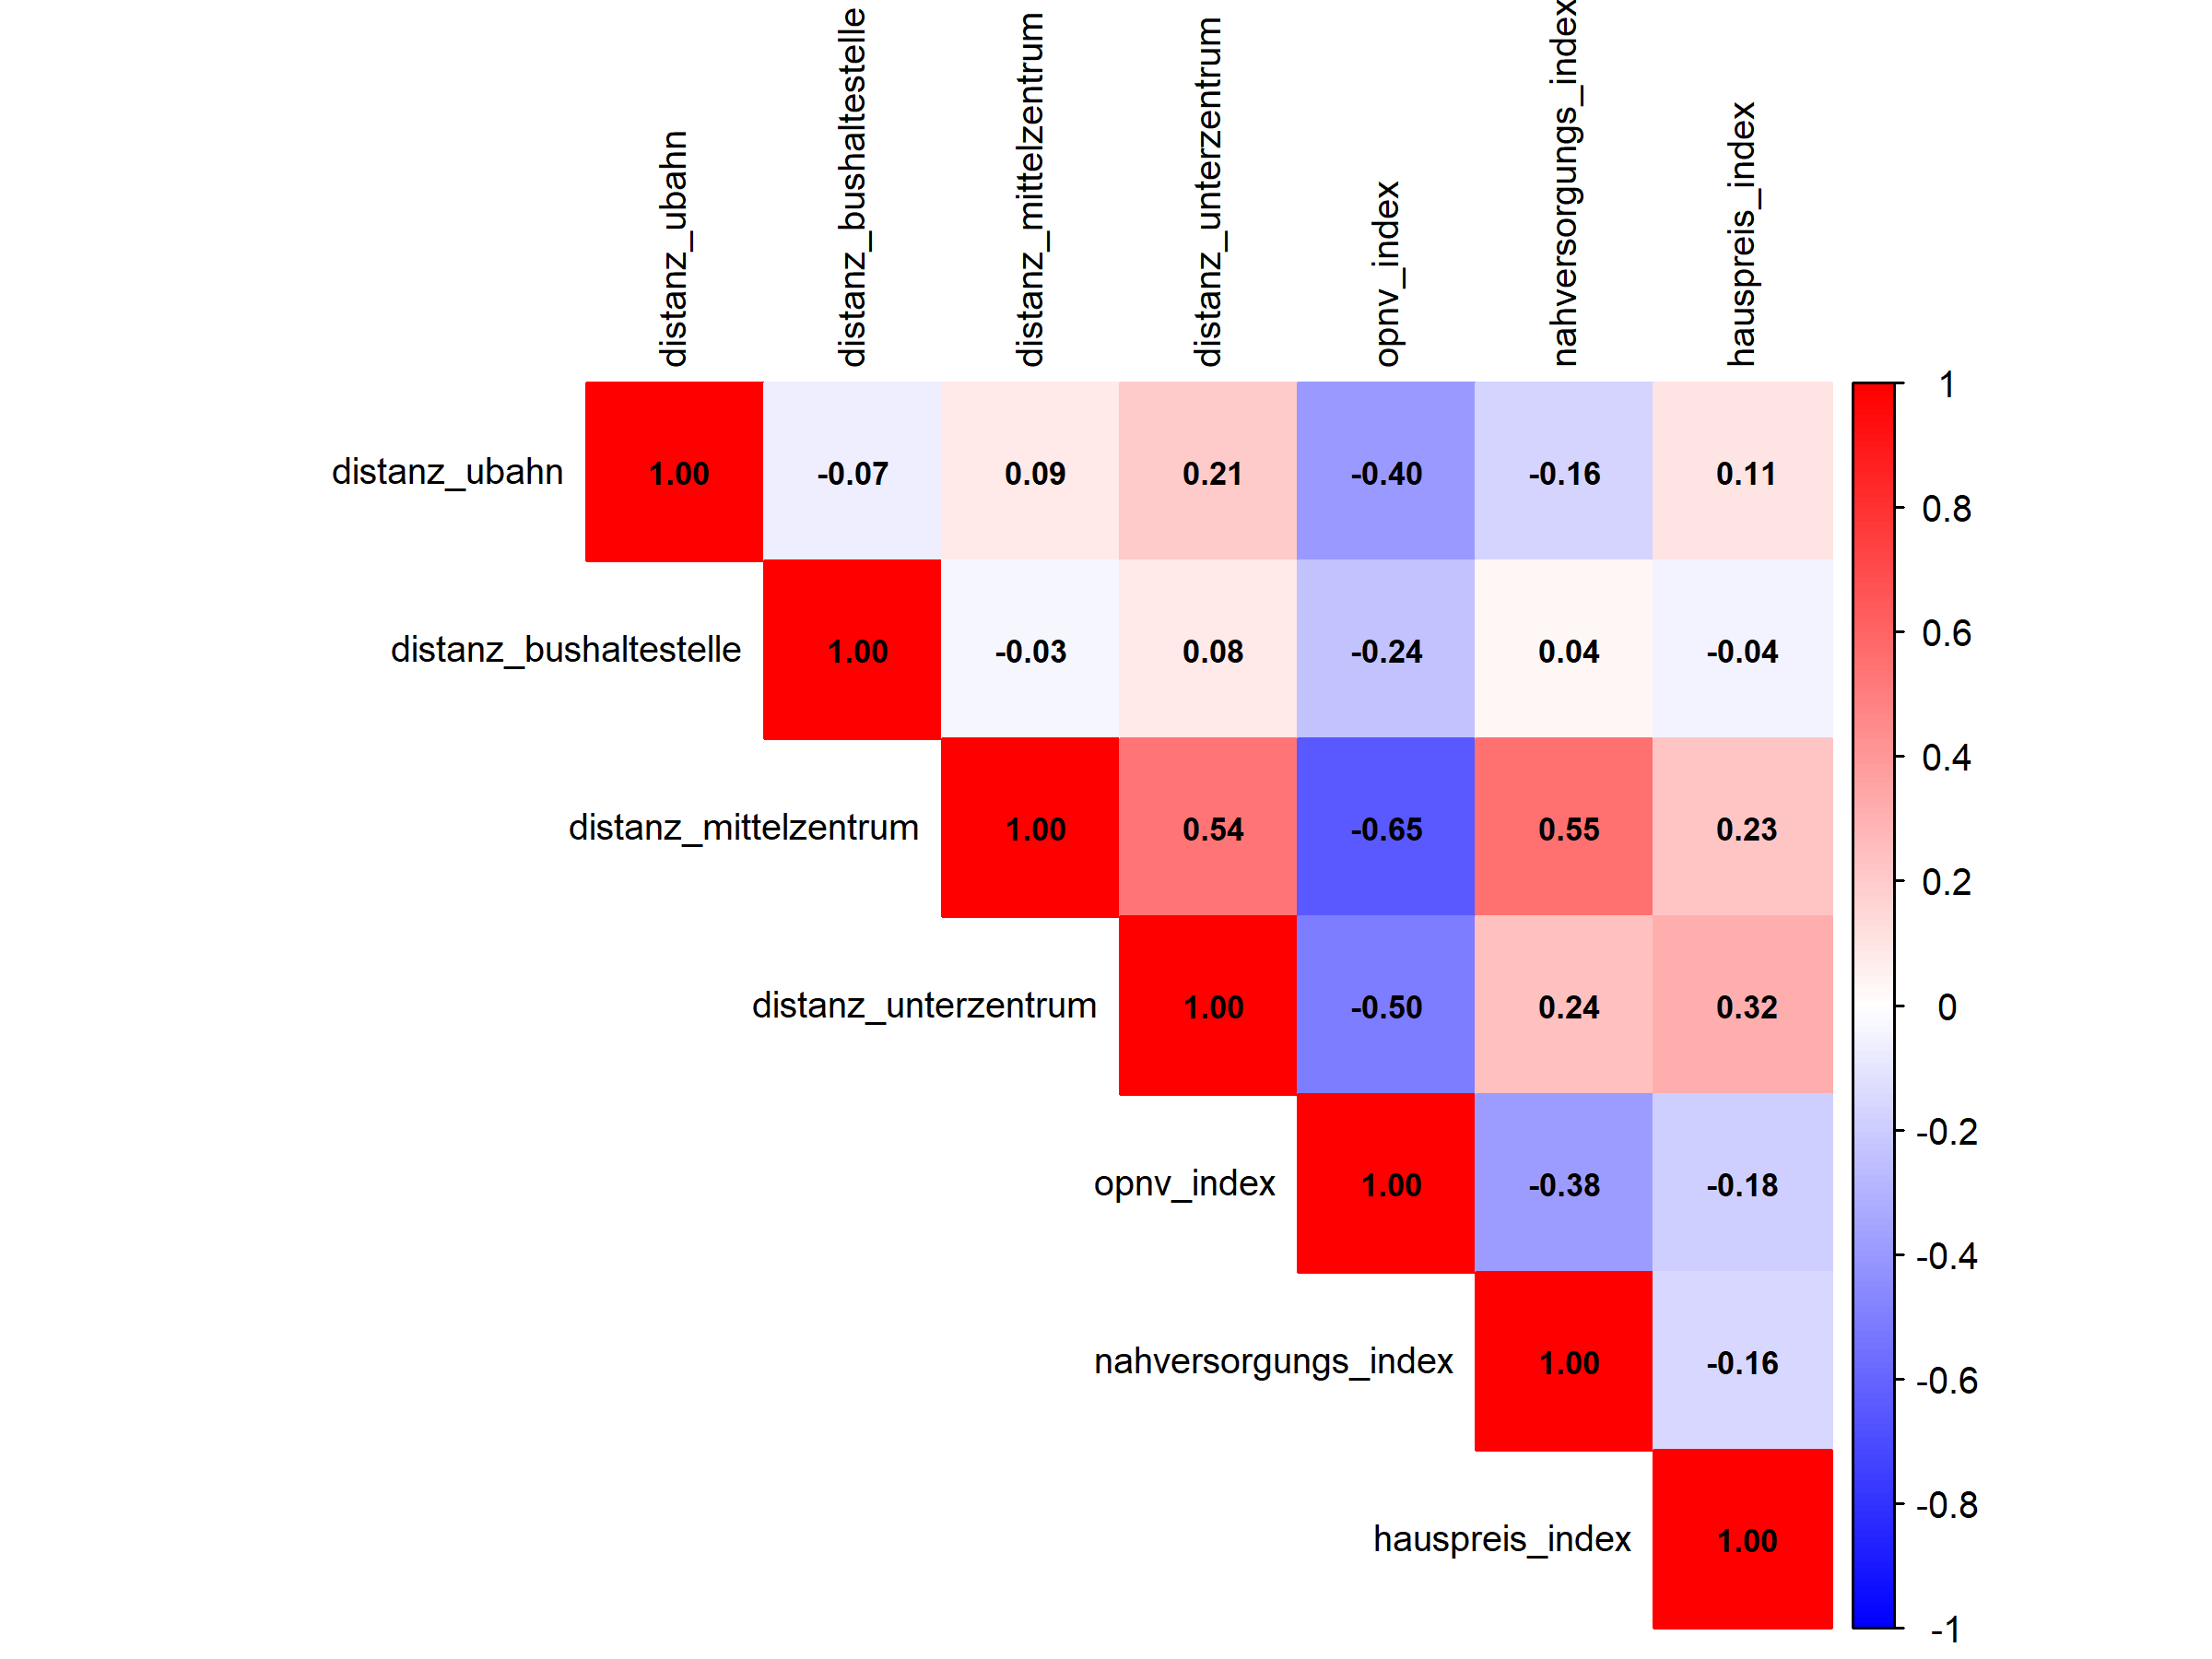 distanz_ubahn
distanz_bushaltestelle
distanz_mittelzentrum
distanz_unterzentrum
opnv_index
nahversorgungs_index
hauspreis_index
distanz_ubahn 1.00 -0.07 0.09 0.21 -0.40 -0.16 0.11
distanz_bushaltestelle 1.00 -0.03 0.08 -0.24 0.04 -0.04
distanz_mittelzentrum 1.00 0.54 -0.65 0.55 0.23
distanz_unterzentrum 1.00 -0.50 0.24 0.32
opnv_index 1.00 -0.38 -0.18
nahversorgungs_index 1.00 -0.16
hauspreis_index 1.00
1
0.8
0.6
0.4
0.2
0
-0.2
-0.4
-0.6
-0.8
-1